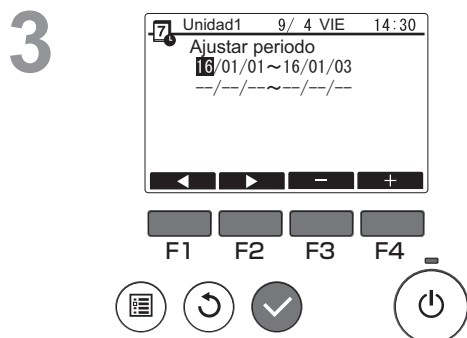 3
7 Unidad1 9/ 4 VIE 14:30
Ajustar periodo
16/01/01~16/01/03
--/--/--~--/--/--
− +
F1 F2 F3 F4